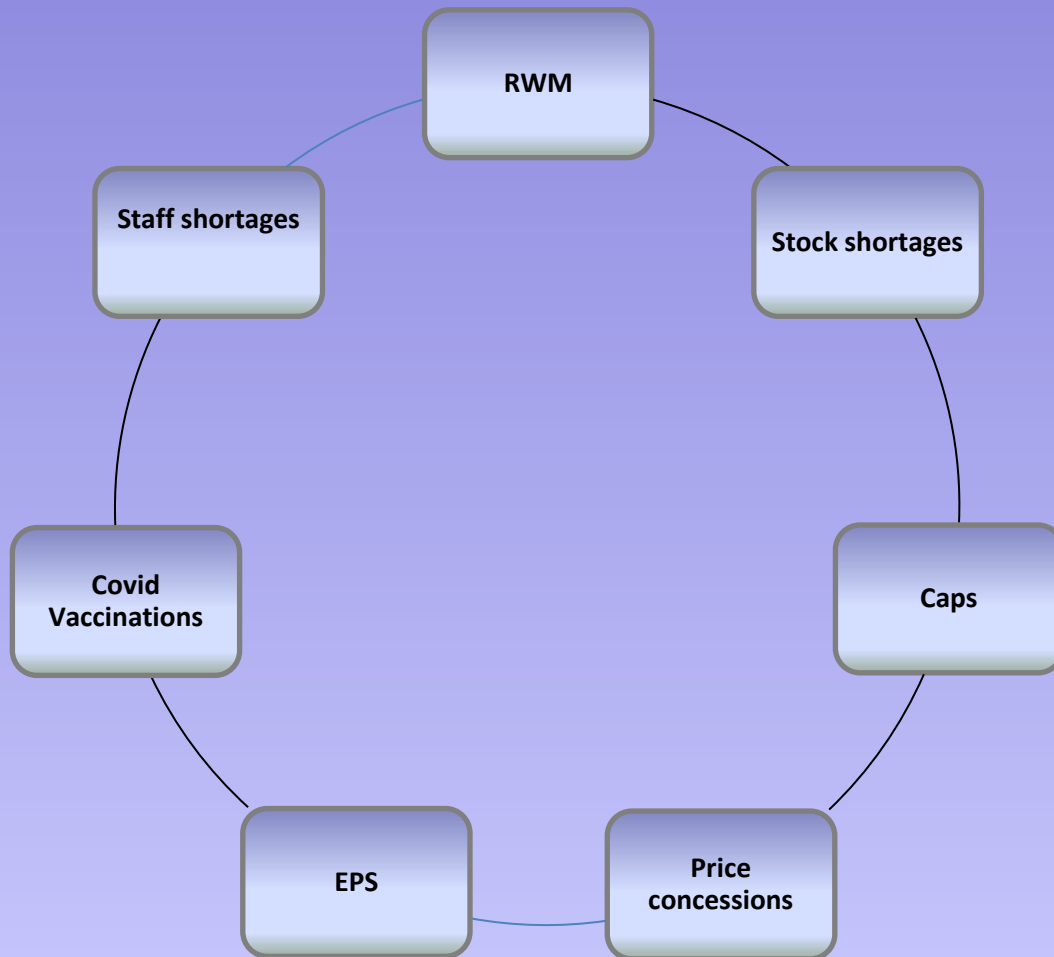 RWM
Staff shortages
Stock shortages
Covid
Vaccinations
Caps
EPS
Price
concessions